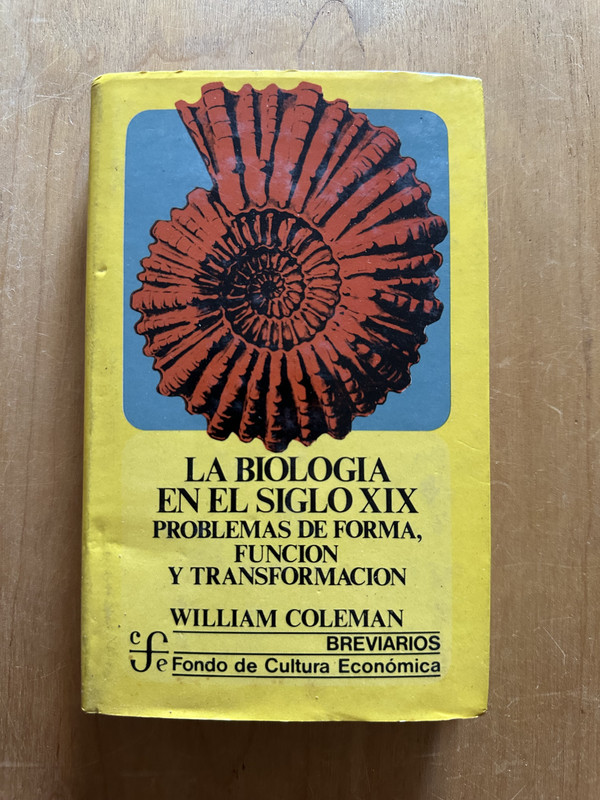 LA BIOLOGIA
EN EL SIGLO XIX
PROBLEMAS DE FORMA,
FUNCION
Y TRANSFORMACION
WILLIAM COLEMAN
BREVIARIOS
cfe
Fondo de Cultura Económica